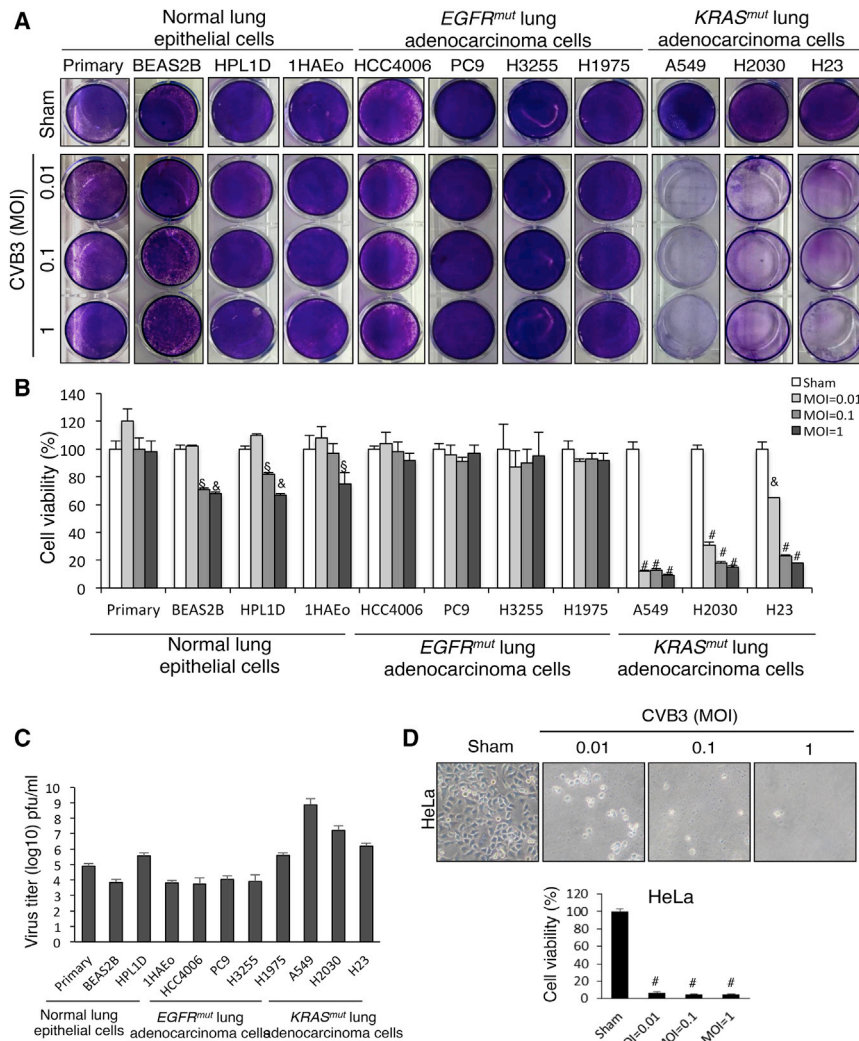 A
Normal lung
epithelial cells
EGFRmut lung
adenocarcinoma cells
KRASmut lung
adenocarcinoma cells
Primary BEAS2B HPL1D 1HAEo HCC4006 PC9 H3255 H1975 A549 H2030 H23
Sham
CVB3 (MOI)
0.01
0.1
1
B
Cell viability (%)
140
120
100
80
60
40
20
0
Sham
MOI=0.01
MOI=0.1
MOI=1
§ & § & § # # # # # # & # #
Primary BEAS2B HPL1D 1HAEo HCC4006 PC9 H3255 H1975 A549 H2030 H23
Normal lung
epithelial cells
EGFRmut lung
adenocarcinoma cells
KRASmut lung
adenocarcinoma cells
C
Virus titer (log10) pfu/ml
10
9
8
7
6
5
4
3
2
1
0
Primary BEAS2B HPL1D 1HAEo HCC4006 PC9 H3255 H1975 A549 H2030 H23
Normal lung
epithelial cells
EGFRmut lung
adenocarcinoma cells
KRASmut lung
adenocarcinoma cells
D
CVB3 (MOI)
Sham 0.01 0.1 1
HeLa
HeLa
Cell viability (%)
120
100
80
60
40
20
0
# # #
Sham MOI=0.01 MOI=0.1 MOI=1